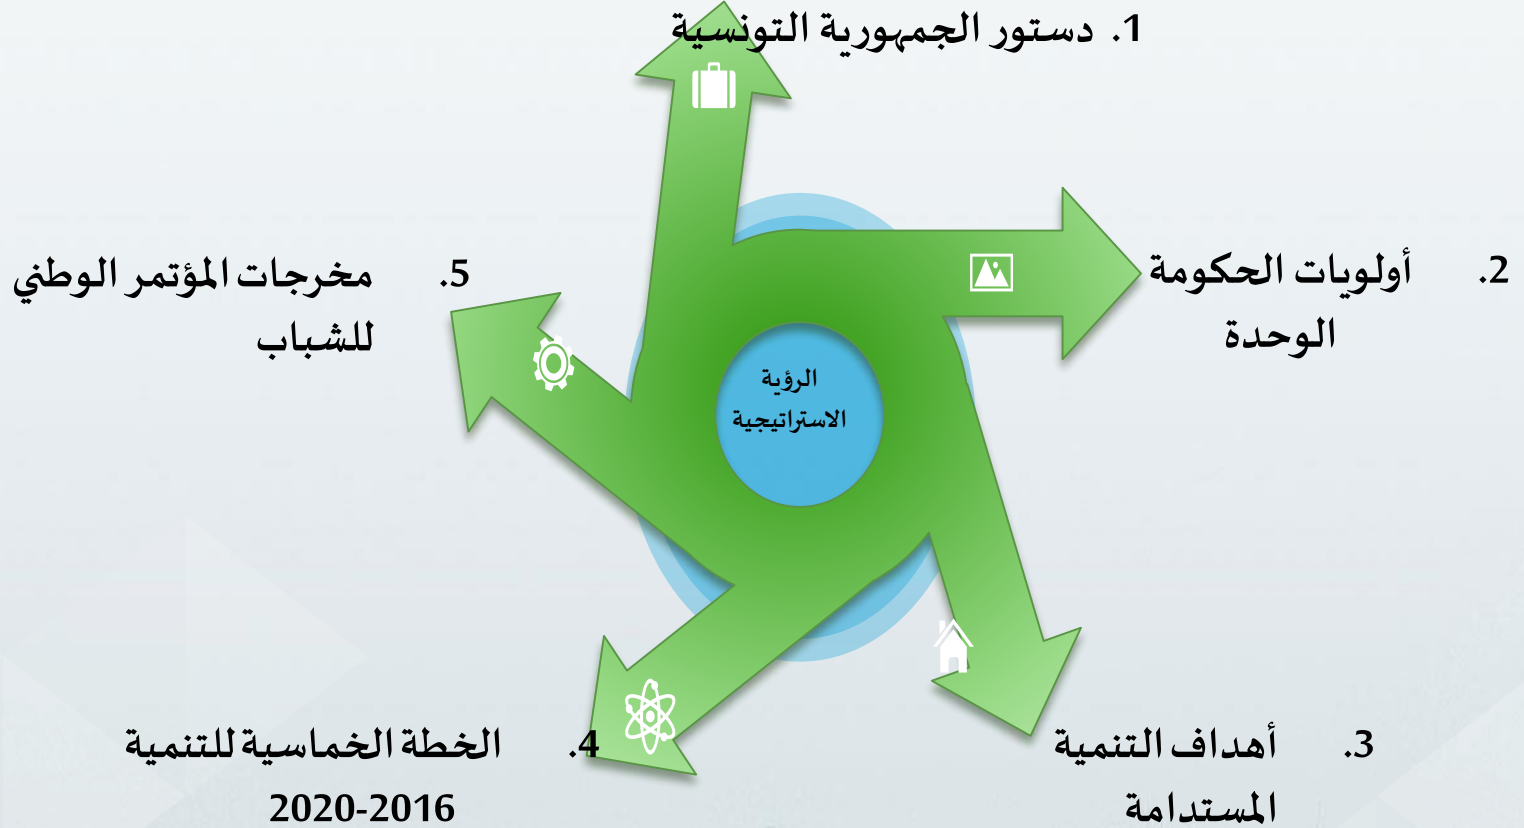 1. دستور الجمهورية التونسية
2. أولويات الحكومة
الوحدة
3. أهداف التنمية
المستدامة
4. الخطة الخماسية للتنمية
2020-2016
5. مخرجات المؤتمر الوطني
للشباب
الرؤية
الاستراتيجية